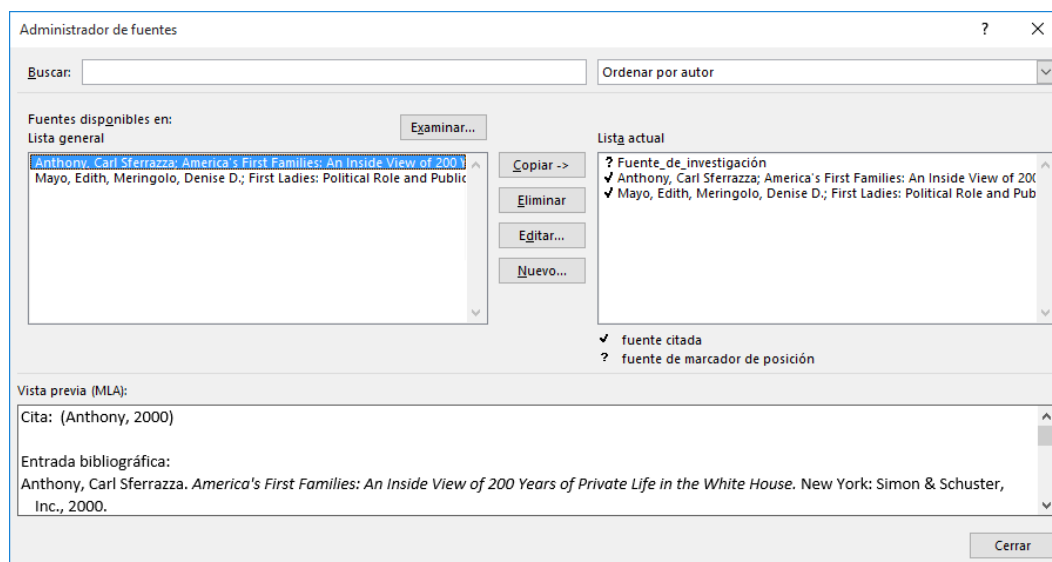 Administrador de fuentes
Buscar:
Ordenar por autor
Fuentes disponibles en:
Lista general
Examinar...
Anthony, Carl Sferrazza; America's First Families: An Inside View of 200
Mayo, Edith, Meringolo, Denise D.; First Ladies: Political Role and Public
Copiar ->
Eliminar
Editar...
Nuevo...
Lista actual
? Fuente_de_investigación
✓ Anthony, Carl Sferrazza; America's First Families: An Inside View of 200
✓ Mayo, Edith, Meringolo, Denise D.; First Ladies: Political Role and Pub
✓ fuente citada
? fuente de marcador de posición
Vista previa (MLA):
Cita: (Anthony, 2000)
Entrada bibliográfica:
Anthony, Carl Sferrazza. America's First Families: An Inside View of 200 Years of Private Life in the White House. New York: Simon & Schuster,
Inc., 2000.
Cerrar